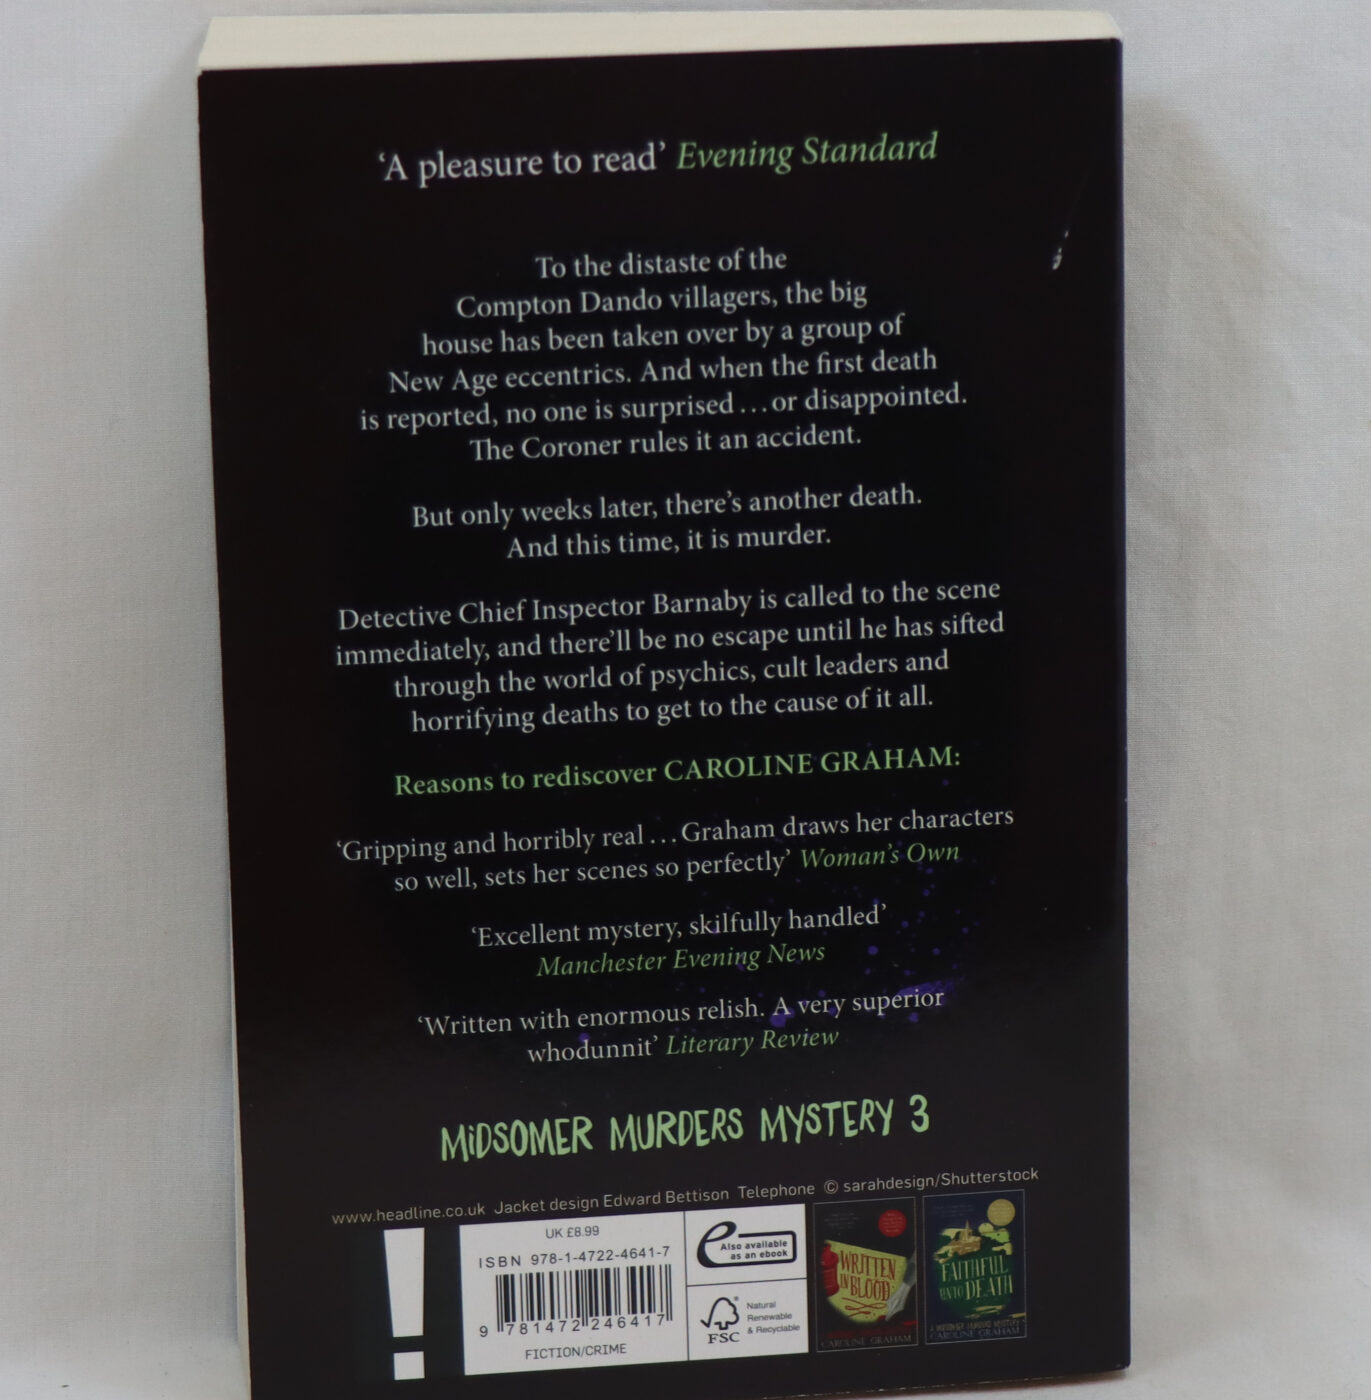 ‘A pleasure to read’ Evening Standard
To the distaste of the
Compton Dando villagers, the big
house has been taken over by a group of
New Age eccentrics. And when the first death
is reported, no one is surprised ... or disappointed.
The Coroner rules it an accident.
But only weeks later, there’s another death.
And this time, it is murder.
Detective Chief Inspector Barnaby is called to the scene
immediately, and there’ll be no escape until he has sifted
through the world of psychics, cult leaders and
horrifying deaths to get to the cause of it all.
Reasons to rediscover CAROLINE GRAHAM:
‘Gripping and horribly real ... Graham draws her characters
so well, sets her scenes so perfectly’ Woman’s Own
‘Excellent mystery, skilfully handled’
Manchester Evening News
‘Written with enormous relish. A very superior
whodunnit’ Literary Review
MiDSOMER MURDERS MYSTERY 3
www.headline.co.uk Jacket design Edward Bettison Telephone © sarahdesign/Shutterstock
!
UK £8.99
ISBN 978-1-4722-4641-7
9 781472 246417
FICTION/CRIME
e
Also available
as an ebook
FSC
®
Natural
Renewable
& Recyclable
WRITTEN
IN BLOOD
CAROLINE GRAHAM
FAITHFUL
UNTO DEATH
A MIDSOMER MURDERS MYSTERY
CAROLINE GRAHAM